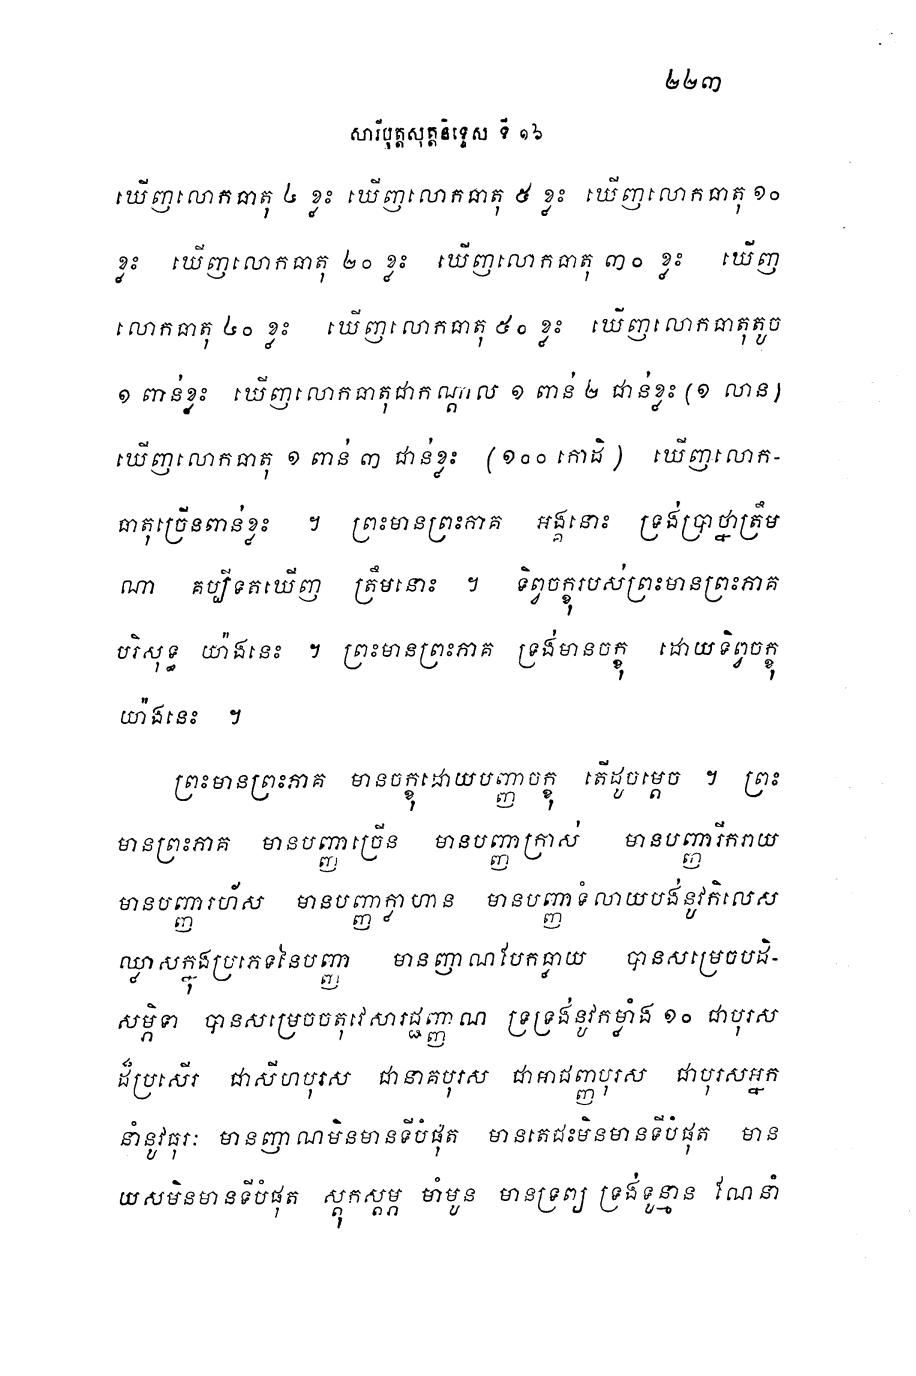 ២២៣
សារីបុត្តសុត្តនិទ្ទេស ទី ១៦
ឃើញលោកធាតុ ៤ ខ្លះ ឃើញលោកធាតុ ៥ ខ្លះ ឃើញលោកធាតុ ១០
ខ្លះ ឃើញលោកធាតុ ២០ ខ្លះ ឃើញលោកធាតុ ៣០ ខ្លះ ឃើញ
លោកធាតុ ៤០ ខ្លះ ឃើញលោកធាតុ ៥០ ខ្លះ ឃើញលោកធាតុតូច
១ ពាន់ខ្លះ ឃើញលោកធាតុជាកណ្តាល ១ ពាន់ ២ ជាន់ខ្លះ (១ លាន)
ឃើញលោកធាតុ ១ ពាន់ ៣ ជាន់ខ្លះ (១០០ កោដិ) ឃើញលោក-
ធាតុច្រើនពាន់ខ្លះ ។ ព្រះមានព្រះភាគ អង្គនោះ ទ្រង់ប្រាថ្នាត្រឹម
ណា គប្បីទតឃើញ ត្រឹមនោះ ។ ទិព្វចក្ខុរបស់ព្រះមានព្រះភាគ
បរិសុទ្ធ យ៉ាងនេះ ។ ព្រះមានព្រះភាគ ទ្រង់មានចក្ខុ ដោយទិព្វចក្ខុ
យ៉ាងនេះ ។
ព្រះមានព្រះភាគ មានចក្ខុដោយបញ្ញាចក្ខុ តើដូចម្តេច ។ ព្រះ
មានព្រះភាគ មានបញ្ញាច្រើន មានបញ្ញាក្រាស់ មានបញ្ញារីករាយ
មានបញ្ញារហ័ស មានបញ្ញាក្លាហាន មានបញ្ញាទំលាយបង់នូវកិលេស
ឈ្លាសក្នុងប្រភេទនៃបញ្ញា មានញាណបែកធ្លាយ បានសម្រេចបដិ-
សម្ភិទា បានសម្រេចចតុវេសារជ្ជញ្ញាណ ទ្រទ្រង់នូវកម្លាំង ១០ ជាបុរស
ដ៏ប្រសើរ ជាសីហបុរស ជានាគបុរស ជាអាជញ្ញាបុរស ជាបុរសអ្នក
នាំនូវធុរៈ មានញាណមិនមានទីបំផុត មានតេជះមិនមានទីបំផុត មាន
យសមិនមានទីបំផុត ស្តុកស្តម្ភ មាំមួន មានទ្រព្យ ទ្រង់ទូន្មាន ណែនាំ